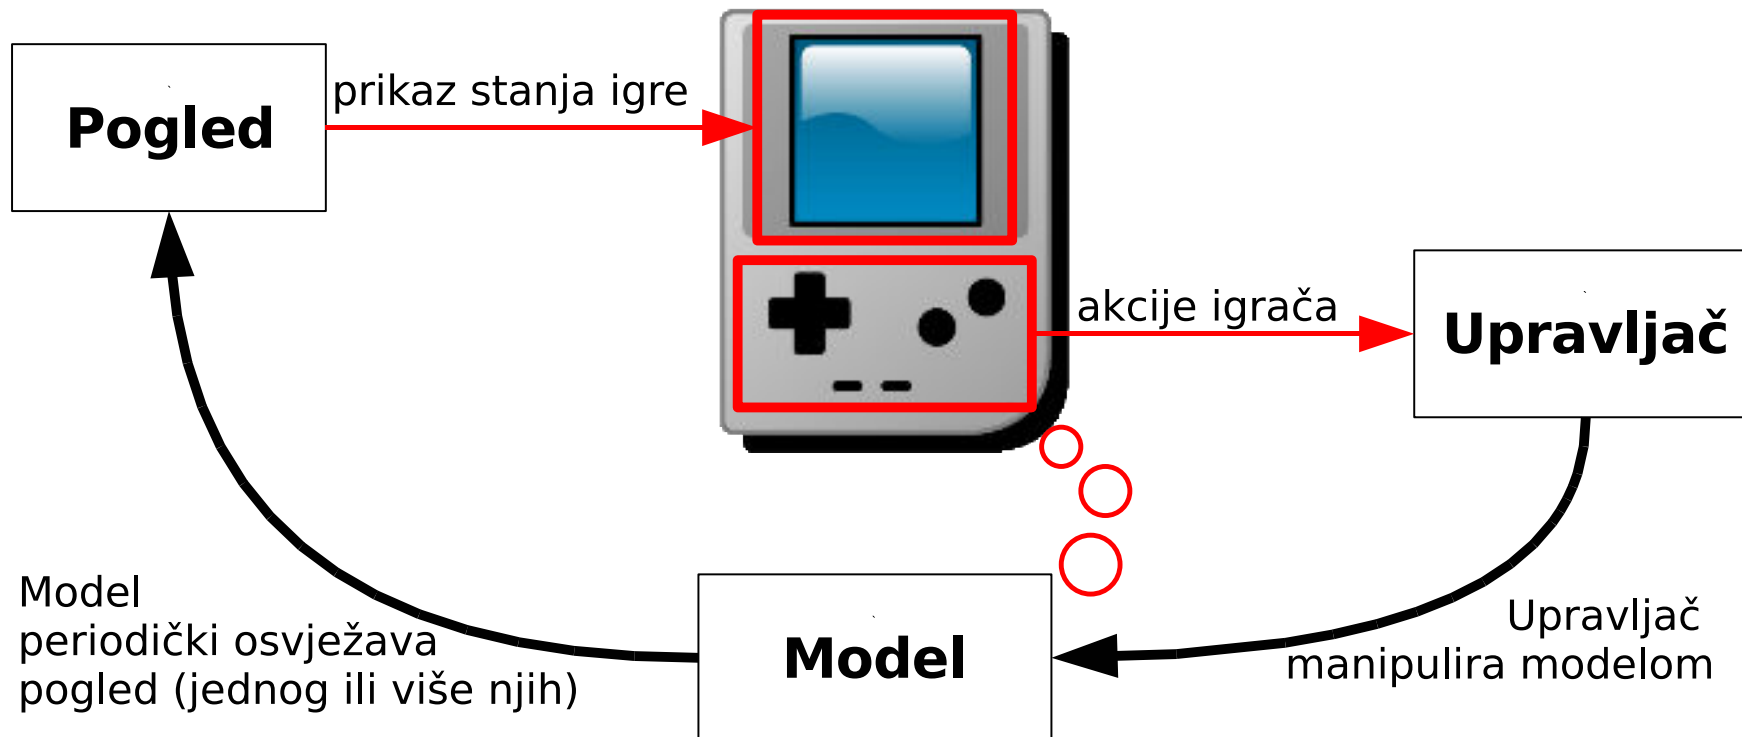 Pogled
prikaz stanja igre
akcije igrača
Upravljač
Model
periodički osvježava
pogled (jednog ili više njih)
Model
Upravljač
manipulira modelom